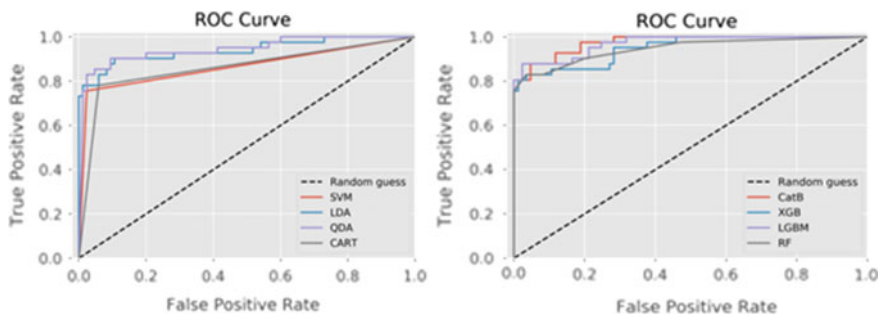 ROC Curve
True Positive Rate
1.0
0.8
0.6
0.4
0.2
0.0
Random guess
SVM
LDA
QDA
CART
0.0 0.2 0.4 0.6 0.8 1.0
False Positive Rate
ROC Curve
True Positive Rate
1.0
0.8
0.6
0.4
0.2
0.0
Random guess
CatB
XGB
LGBM
RF
0.0 0.2 0.4 0.6 0.8 1.0
False Positive Rate